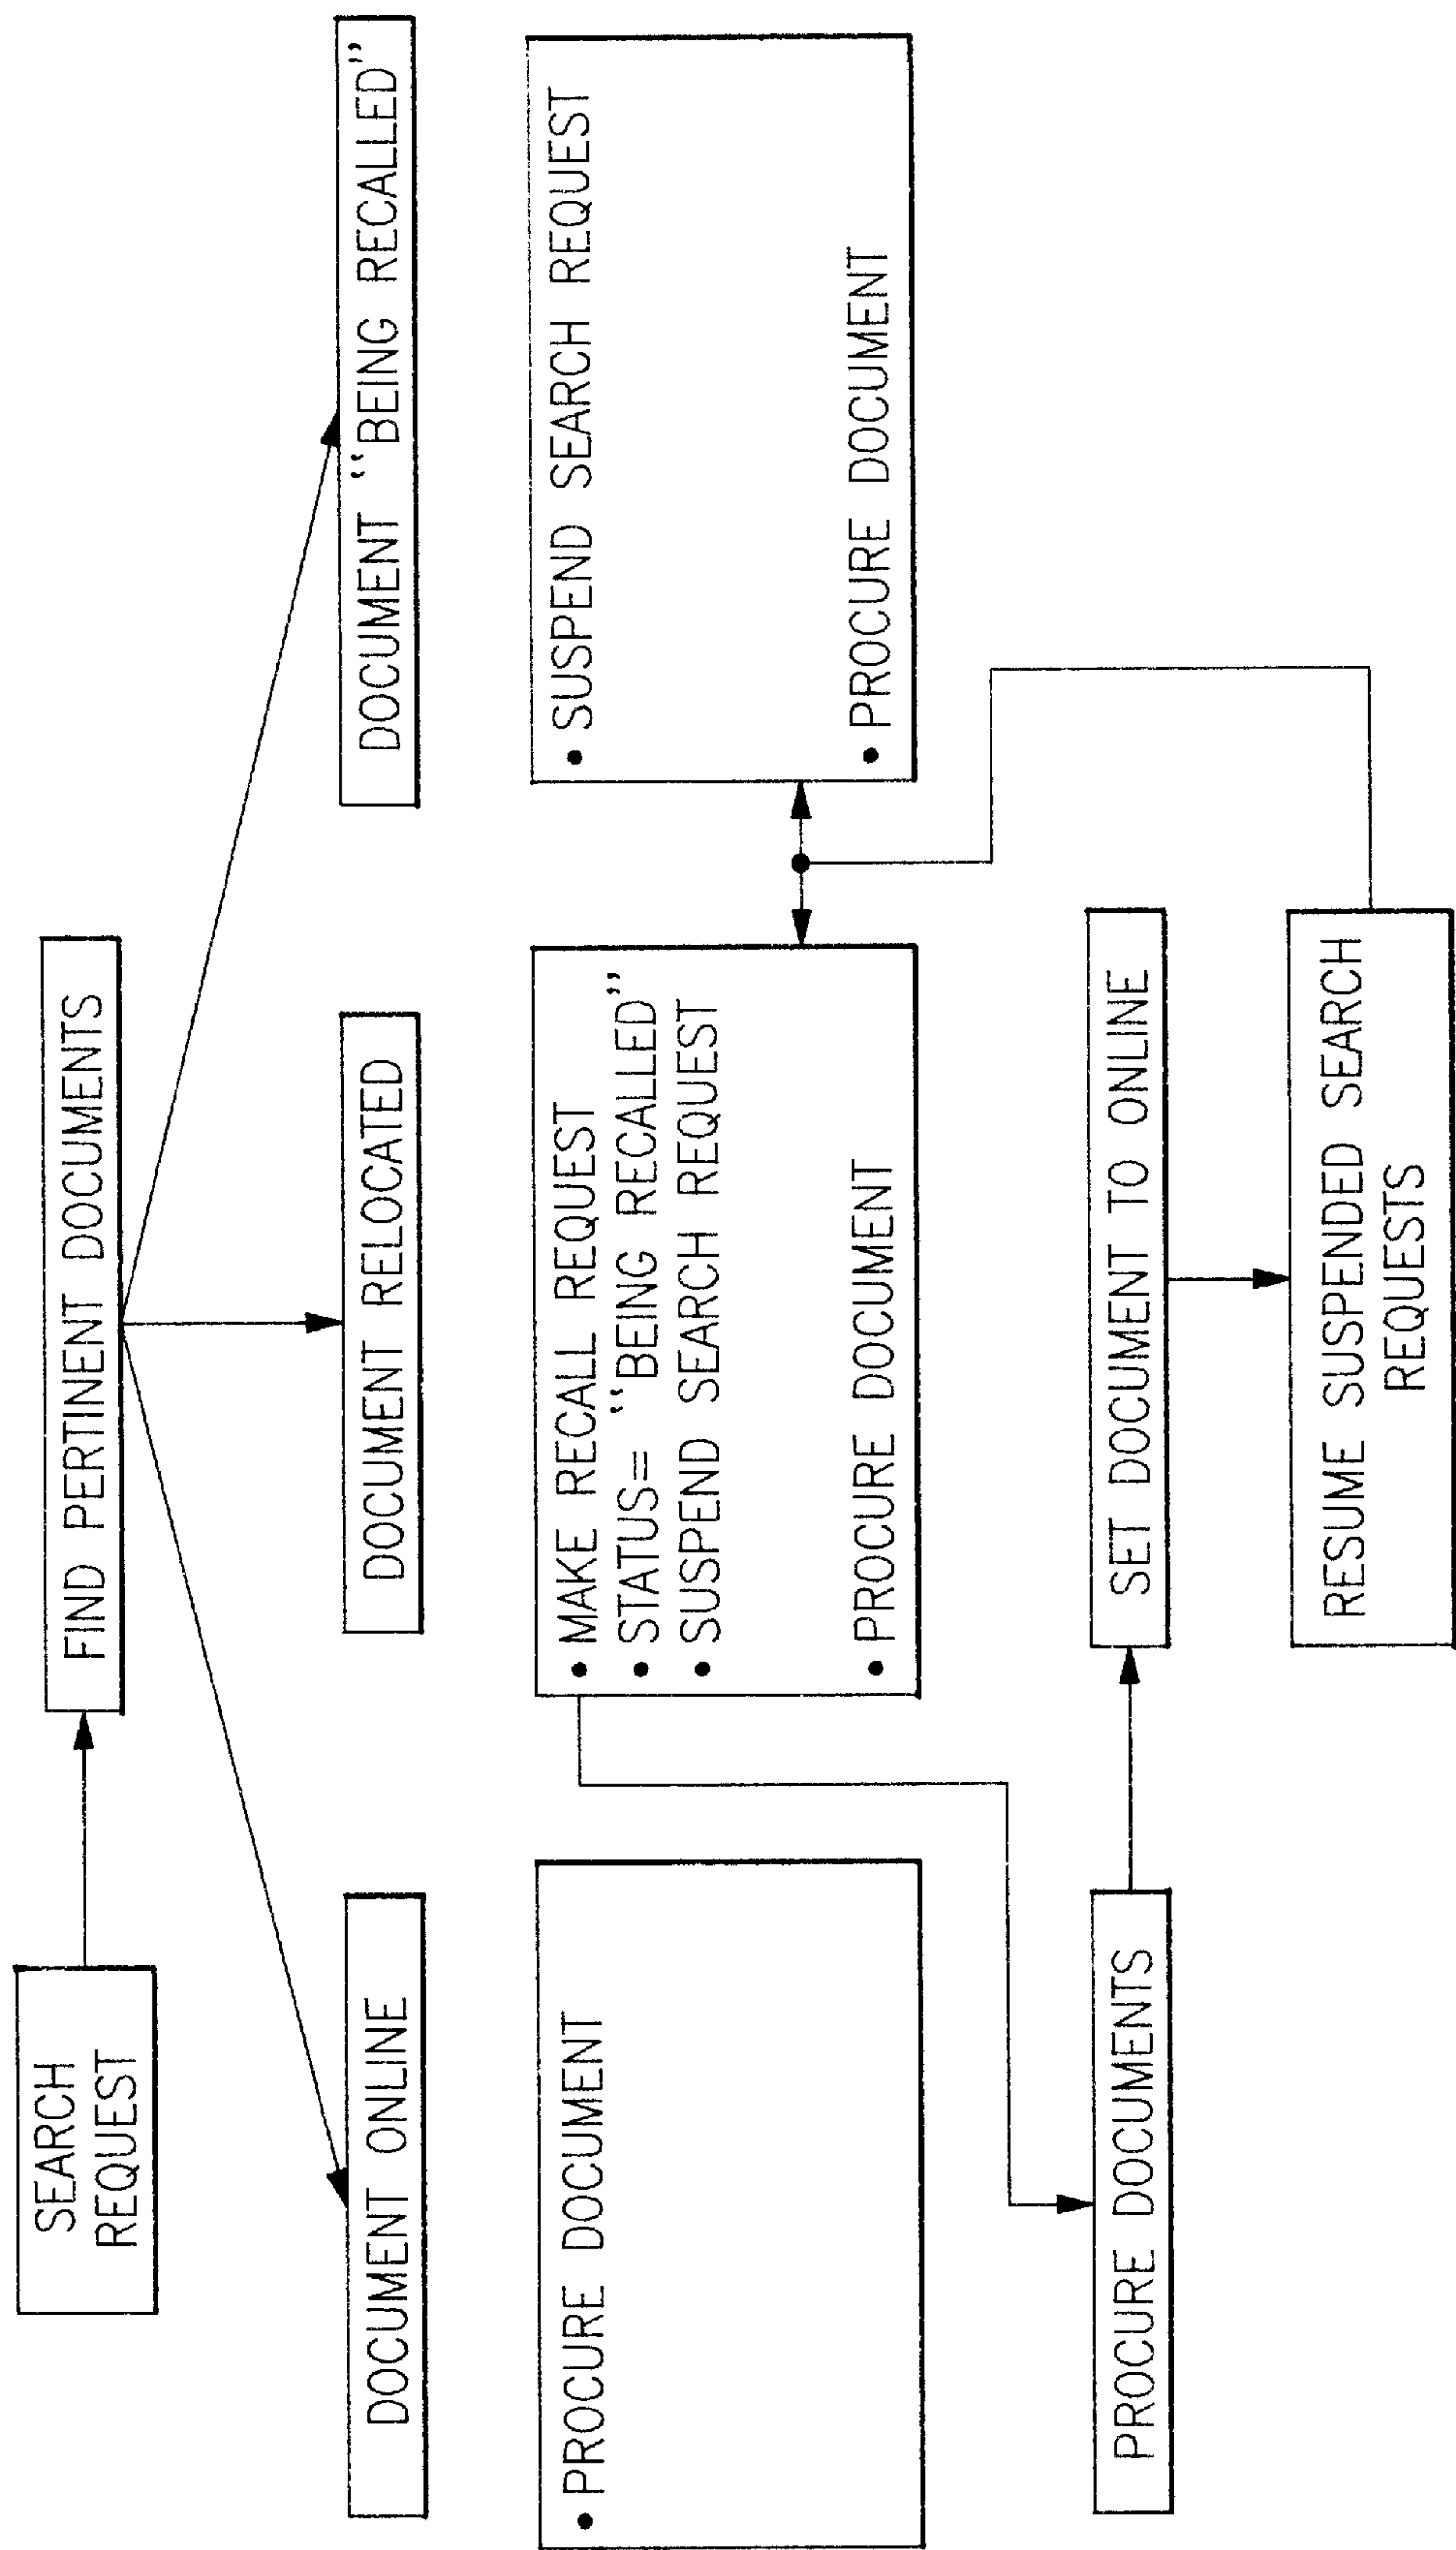 SEARCH
REQUEST
FIND PERTINENT DOCUMENTS
DOCUMENT ONLINE
DOCUMENT RELOCATED
DOCUMENT "BEING RECALLED"
• PROCURE DOCUMENT
• MAKE RECALL REQUEST
• STATUS= "BEING RECALLED"
• SUSPEND SEARCH REQUEST
• PROCURE DOCUMENT
• SUSPEND SEARCH REQUEST
• PROCURE DOCUMENT
PROCURE DOCUMENTS
SET DOCUMENT TO ONLINE
RESUME SUSPENDED SEARCH
REQUESTS